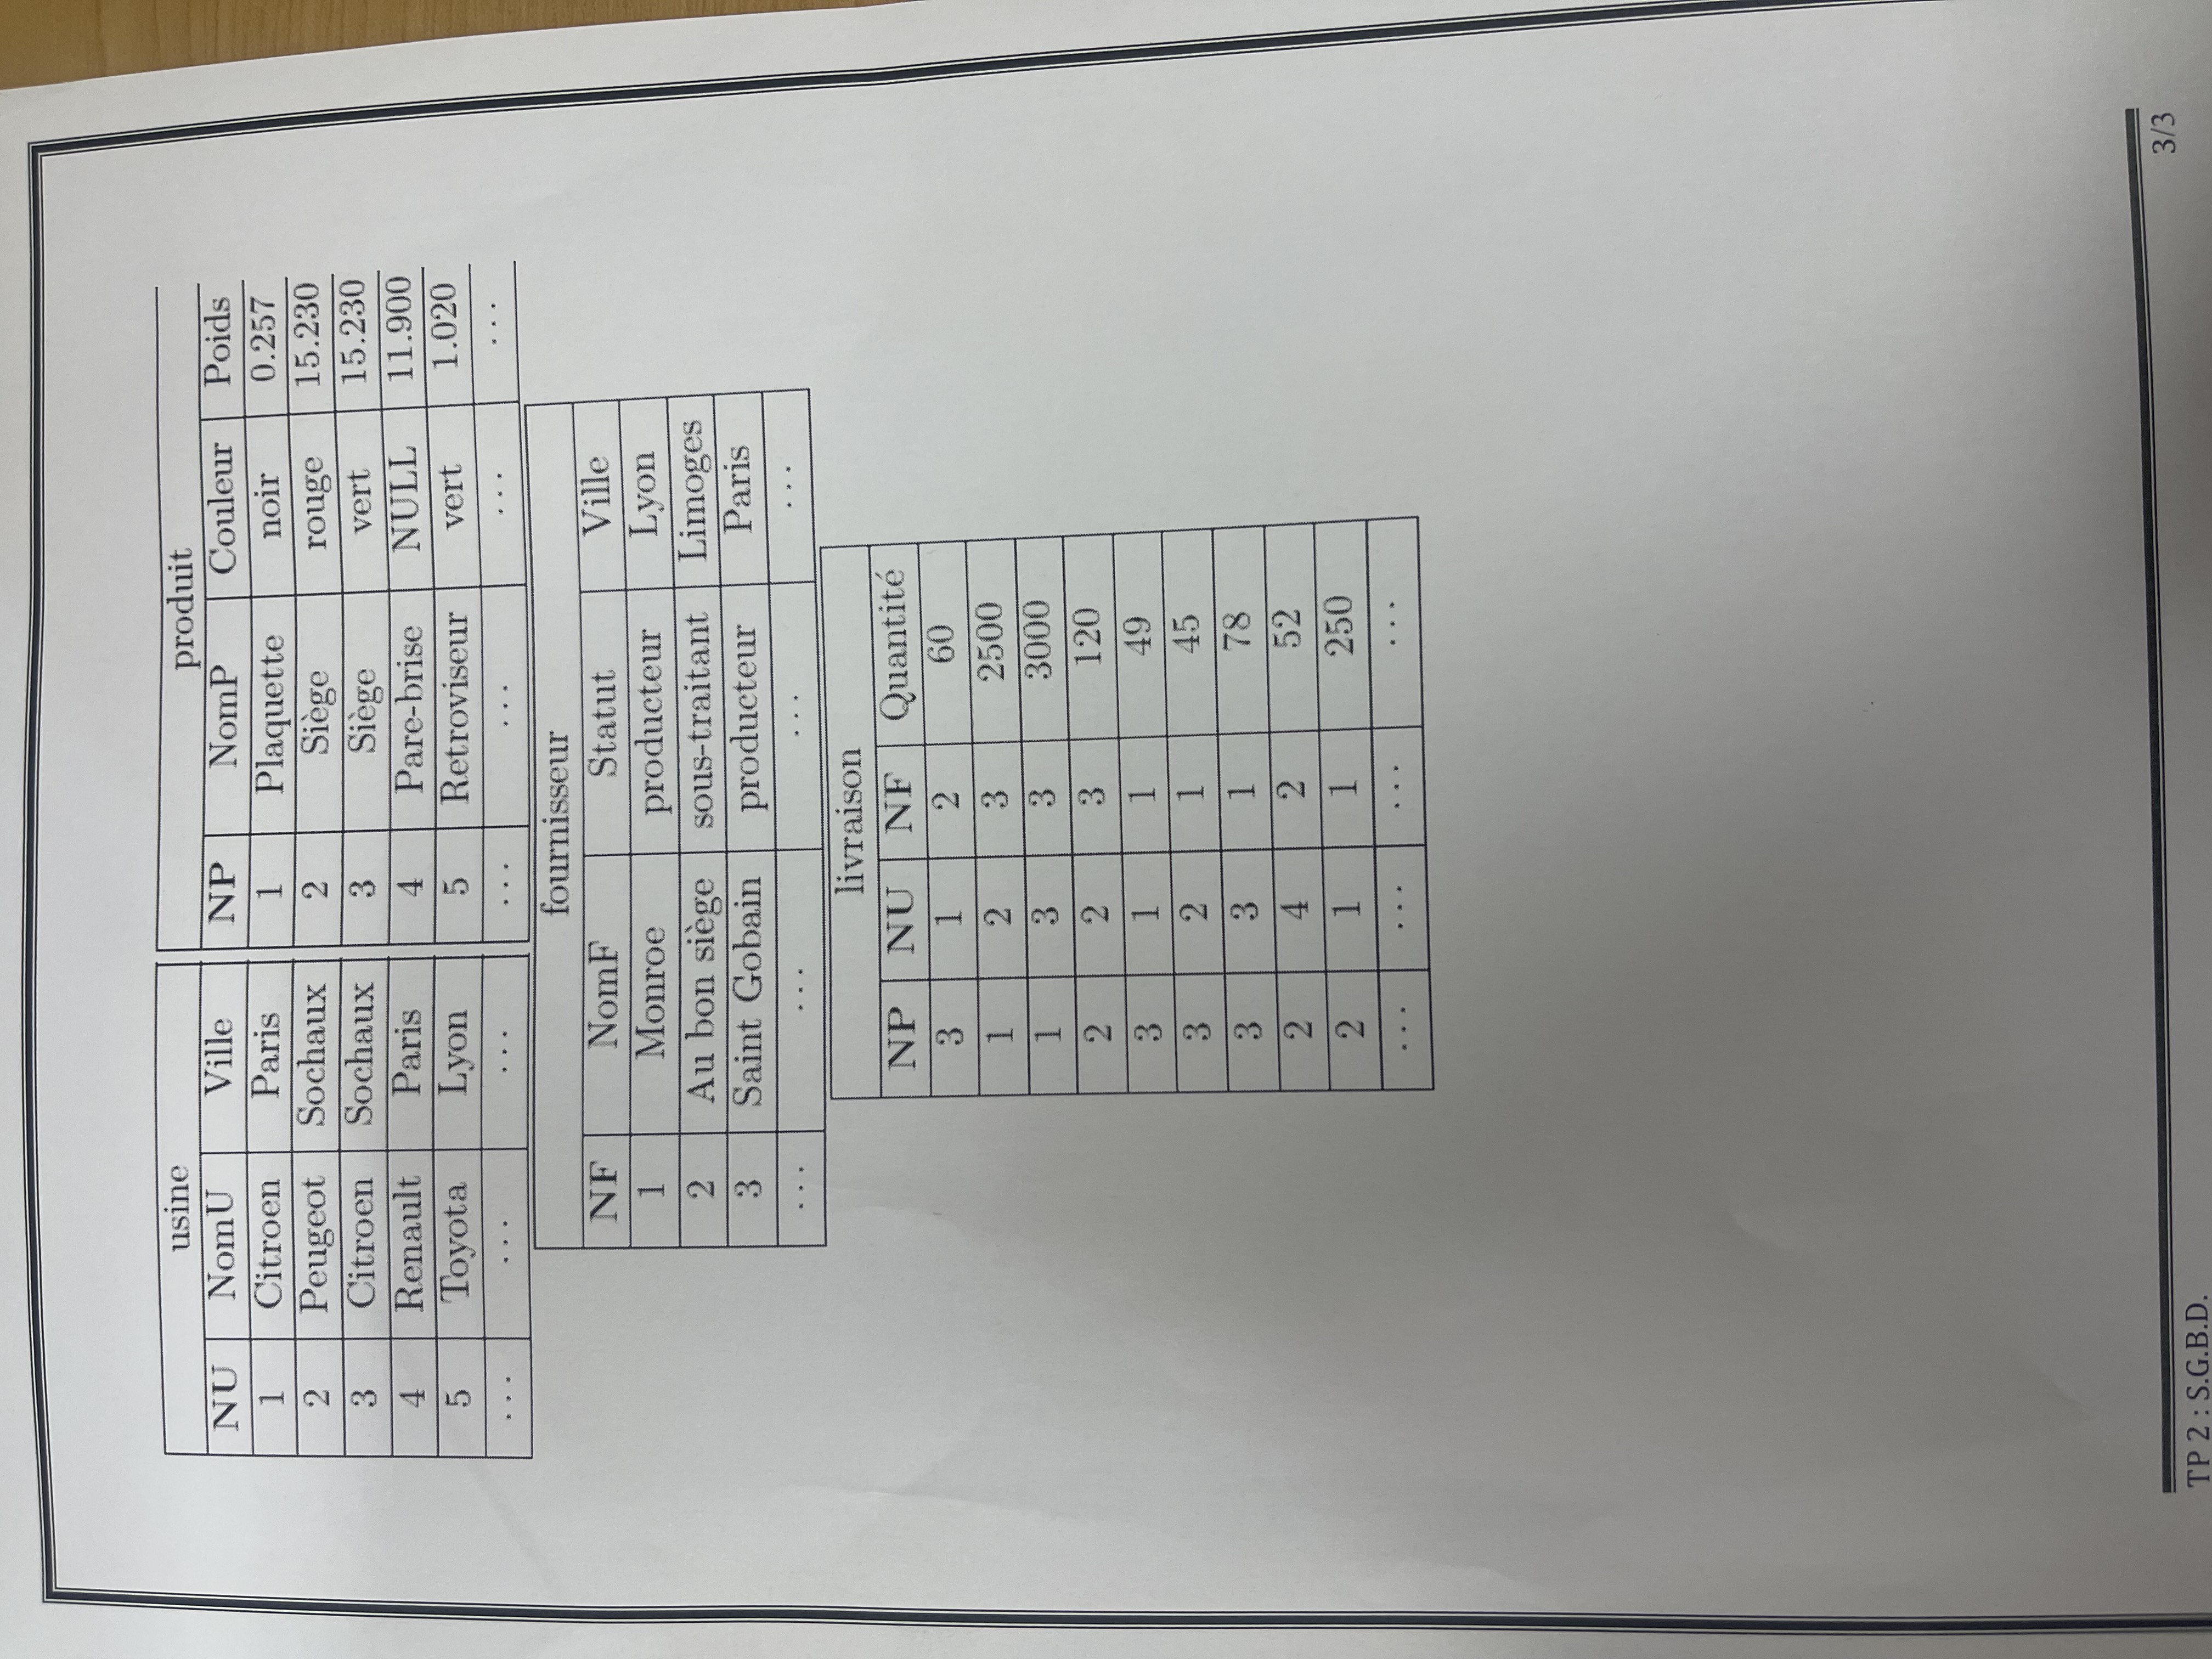 usine
NU NomU Ville
1 Citroen Paris
2 Peugeot Sochaux
3 Citroen Sochaux
4 Renault Paris
5 Toyota Lyon
... ... ...
produit
NP NomP Couleur Poids
1 Plaquette noir 0.257
2 Siège rouge 15.230
3 Siège vert 15.230
4 Pare-brise NULL 11.900
5 Retroviseur vert 1.020
... ... ... ...
fournisseur
NF NomF Statut Ville
1 Monroe producteur Lyon
2 Au bon siège sous-traitant Limoges
3 Saint Gobain producteur Paris
... ... ... ...
livraison
NP NU NF Quantité
3 1 2 60
1 2 3 2500
1 3 3 3000
2 2 3 120
3 1 1 49
3 2 1 45
3 3 1 78
2 4 2 52
2 1 1 250
... ... ... ...
3/3
TP 2 : S.G.B.D.